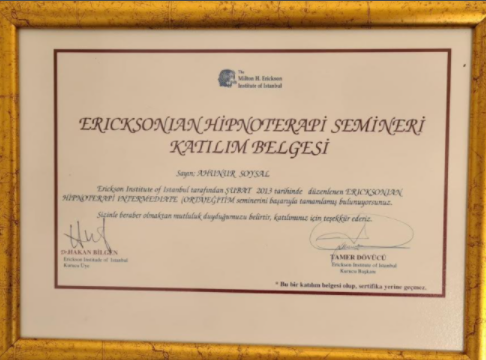 The
Milton H. Erickson
Institute of Istanbul
ERICKSONIAN HİPNOTERAPİ SEMİNERİ
KATILIM BELGESİ
Sayın: AHUNUR SOYSAL
Erickson Institute of Istanbul tarafından ŞUBAT 2013 tarihinde düzenlenen ERICKSONIAN
HİPNOTERAPİ INTERMEDIATE (ORTA)EĞİTİM seminerini başarıyla tamamlamış bulunuyorsunuz.
Sizinle beraber olmaktan mutluluk duyduğumuzu belirtir, katılımınız için teşekkür ederiz.
Dr.HAKAN BİLGEN
Erickson Institute of Istanbul
Kurucu Üye
TAMER DÖVÜCÜ
Erickson Institute of Istanbul
Kurucu Başkanı
* Bu bir katılım belgesi olup, sertifika yerine geçmez.